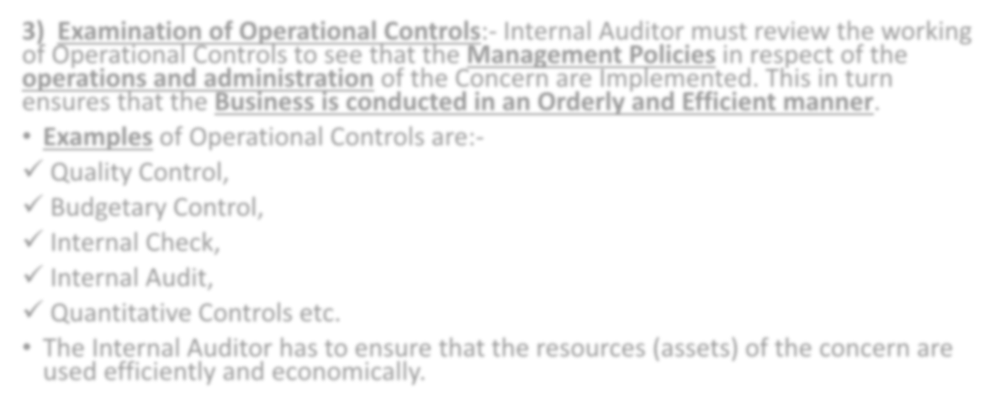 3) Examination of Operational Controls:- Internal Auditor must review the working
of Operational Controls to see that the Management Policies in respect of the
operations and administration of the Concern are Implemented. This in turn
ensures that the Business is conducted in an Orderly and Efficient manner.
• Examples of Operational Controls are:-
✓ Quality Control,
✓ Budgetary Control,
✓ Internal Check,
✓ Internal Audit,
✓ Quantitative Controls etc.
• The Internal Auditor has to ensure that the resources (assets) of the concern are
used efficiently and economically.